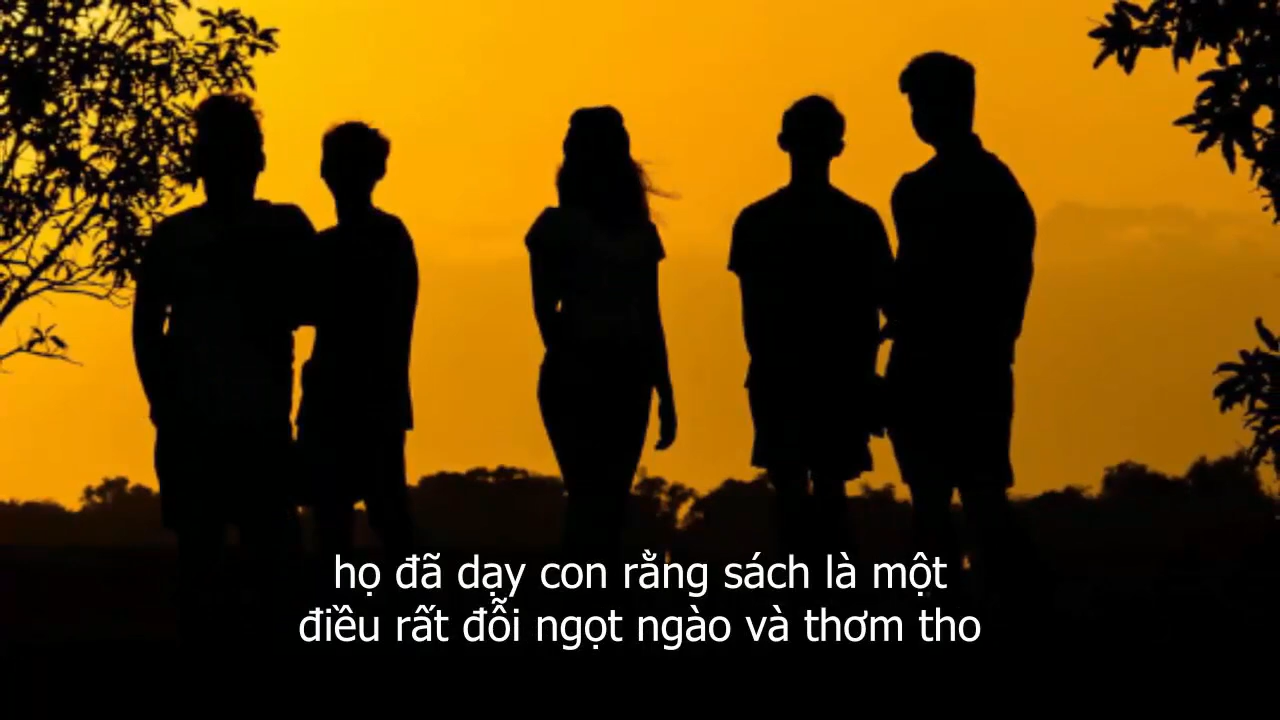 họ đã dạy con rằng sách là một
điều rất đỗi ngọt ngào và thơm tho